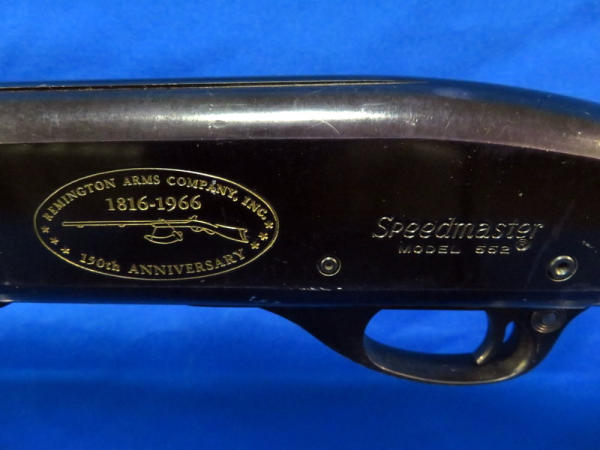 REMINGTON ARMS COMPANY, INC.
1816-1966
150th ANNIVERSARY
Speedmaster®
MODEL 552